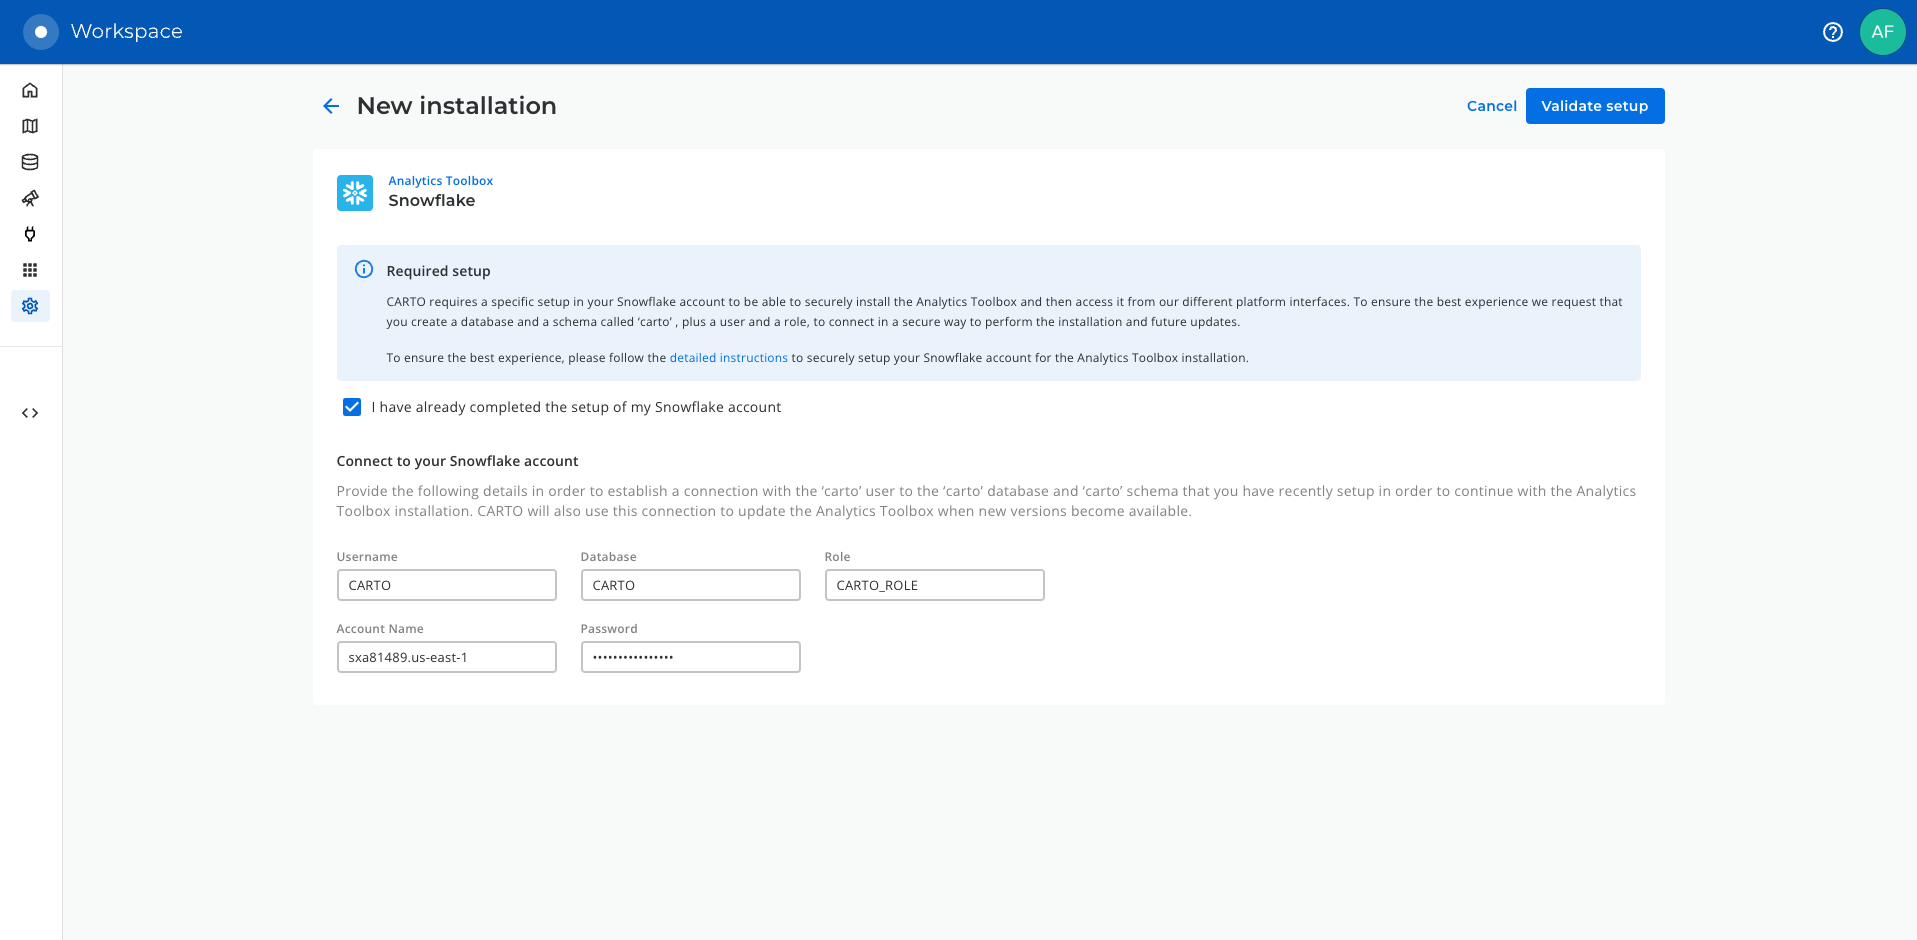 Workspace
AF
New installation
Cancel
Validate setup
Analytics Toolbox
Snowflake
Required setup
CARTO requires a specific setup in your Snowflake account to be able to securely install the Analytics Toolbox and then access it from our different platform interfaces. To ensure the best experience we request that
you create a database and a schema called ‘carto’ , plus a user and a role, to connect in a secure way to perform the installation and future updates.
To ensure the best experience, please follow the detailed instructions to securely setup your Snowflake account for the Analytics Toolbox installation.
I have already completed the setup of my Snowflake account
Connect to your Snowflake account
Provide the following details in order to establish a connection with the ‘carto’ user to the ‘carto’ database and ‘carto’ schema that you have recently setup in order to continue with the Analytics
Toolbox installation. CARTO will also use this connection to update the Analytics Toolbox when new versions become available.
Username
Database
Role
CARTO
CARTO
CARTO_ROLE
Account Name
Password
sxa81489.us-east-1
••••••••••••••••